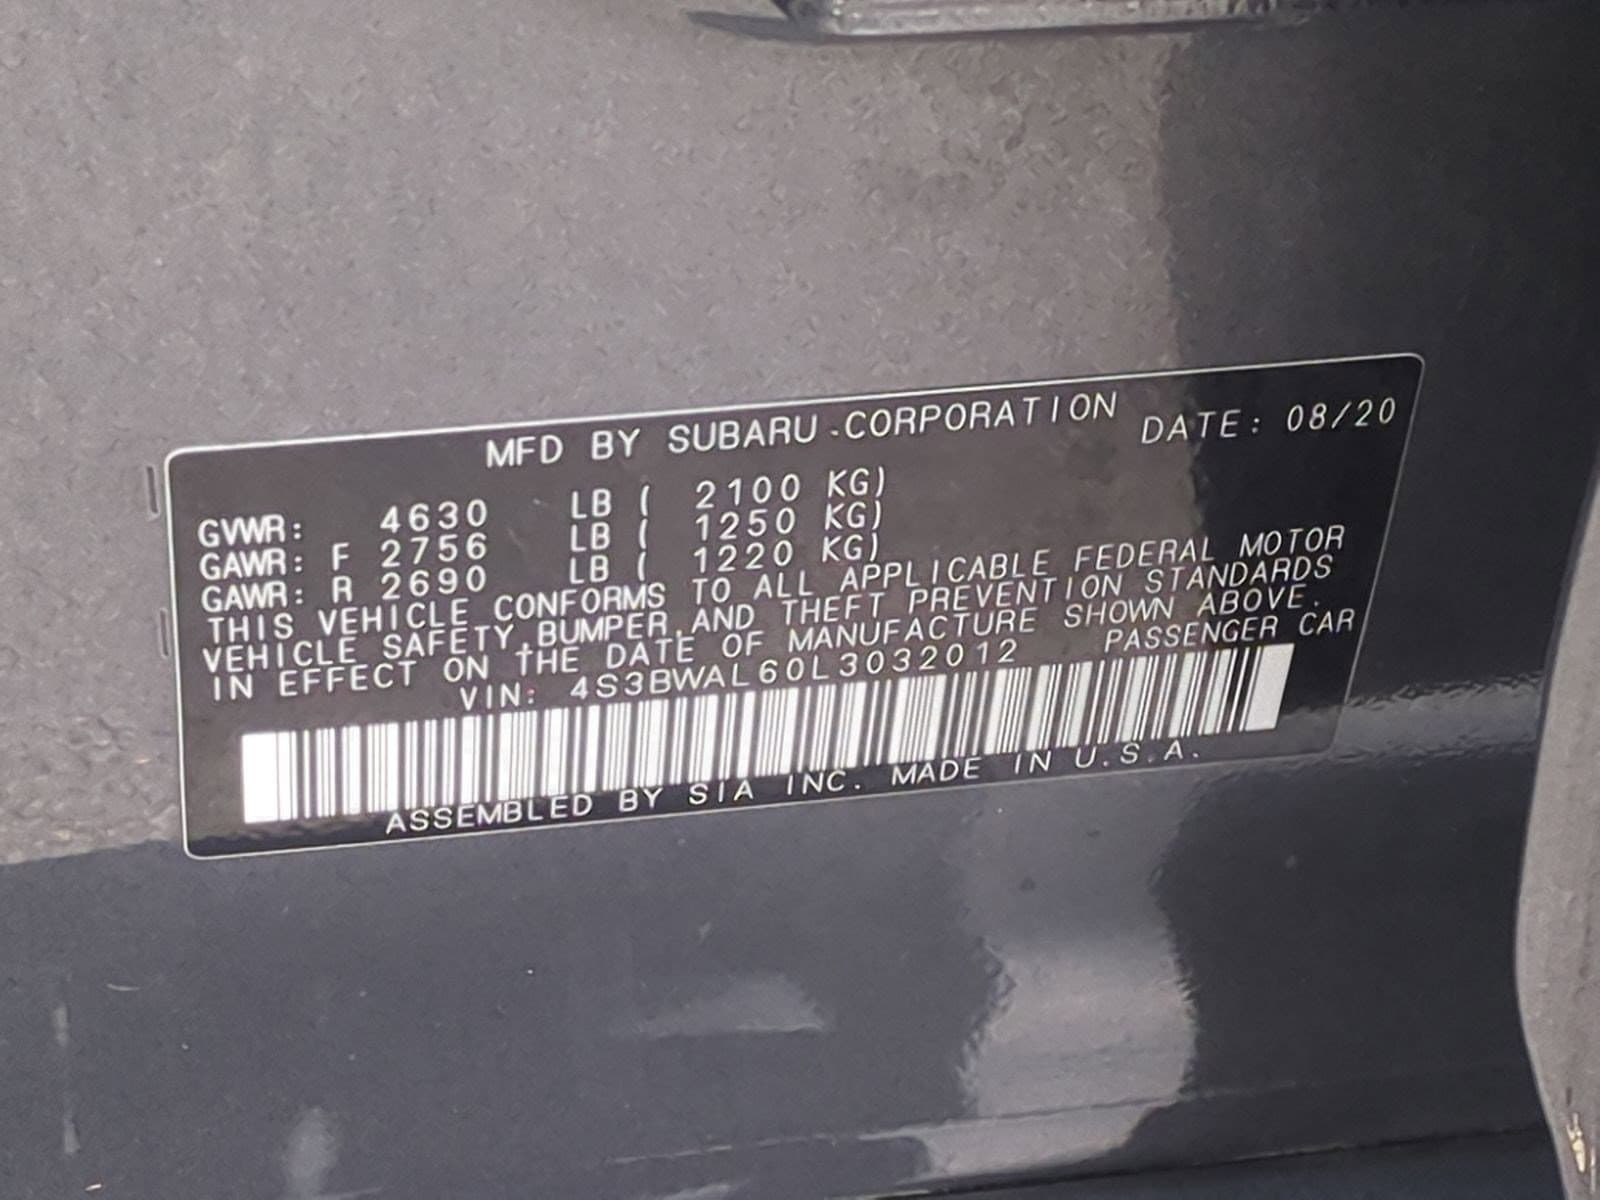 MFD BY SUBARU CORPORATION DATE: 08/20
GVWR: 4630 LB ( 2100 KG)
GAWR: F 2756 LB ( 1250 KG)
GAWR: R 2690 LB ( 1220 KG)
THIS VEHICLE CONFORMS TO ALL APPLICABLE FEDERAL MOTOR
VEHICLE SAFETY,BUMPER,AND THEFT PREVENTION STANDARDS
IN EFFECT ON THE DATE OF MANUFACTURE SHOWN ABOVE.
VIN: 4S3BWAL60L3032012 PASSENGER CAR
ASSEMBLED BY SIA INC. MADE IN U.S.A.